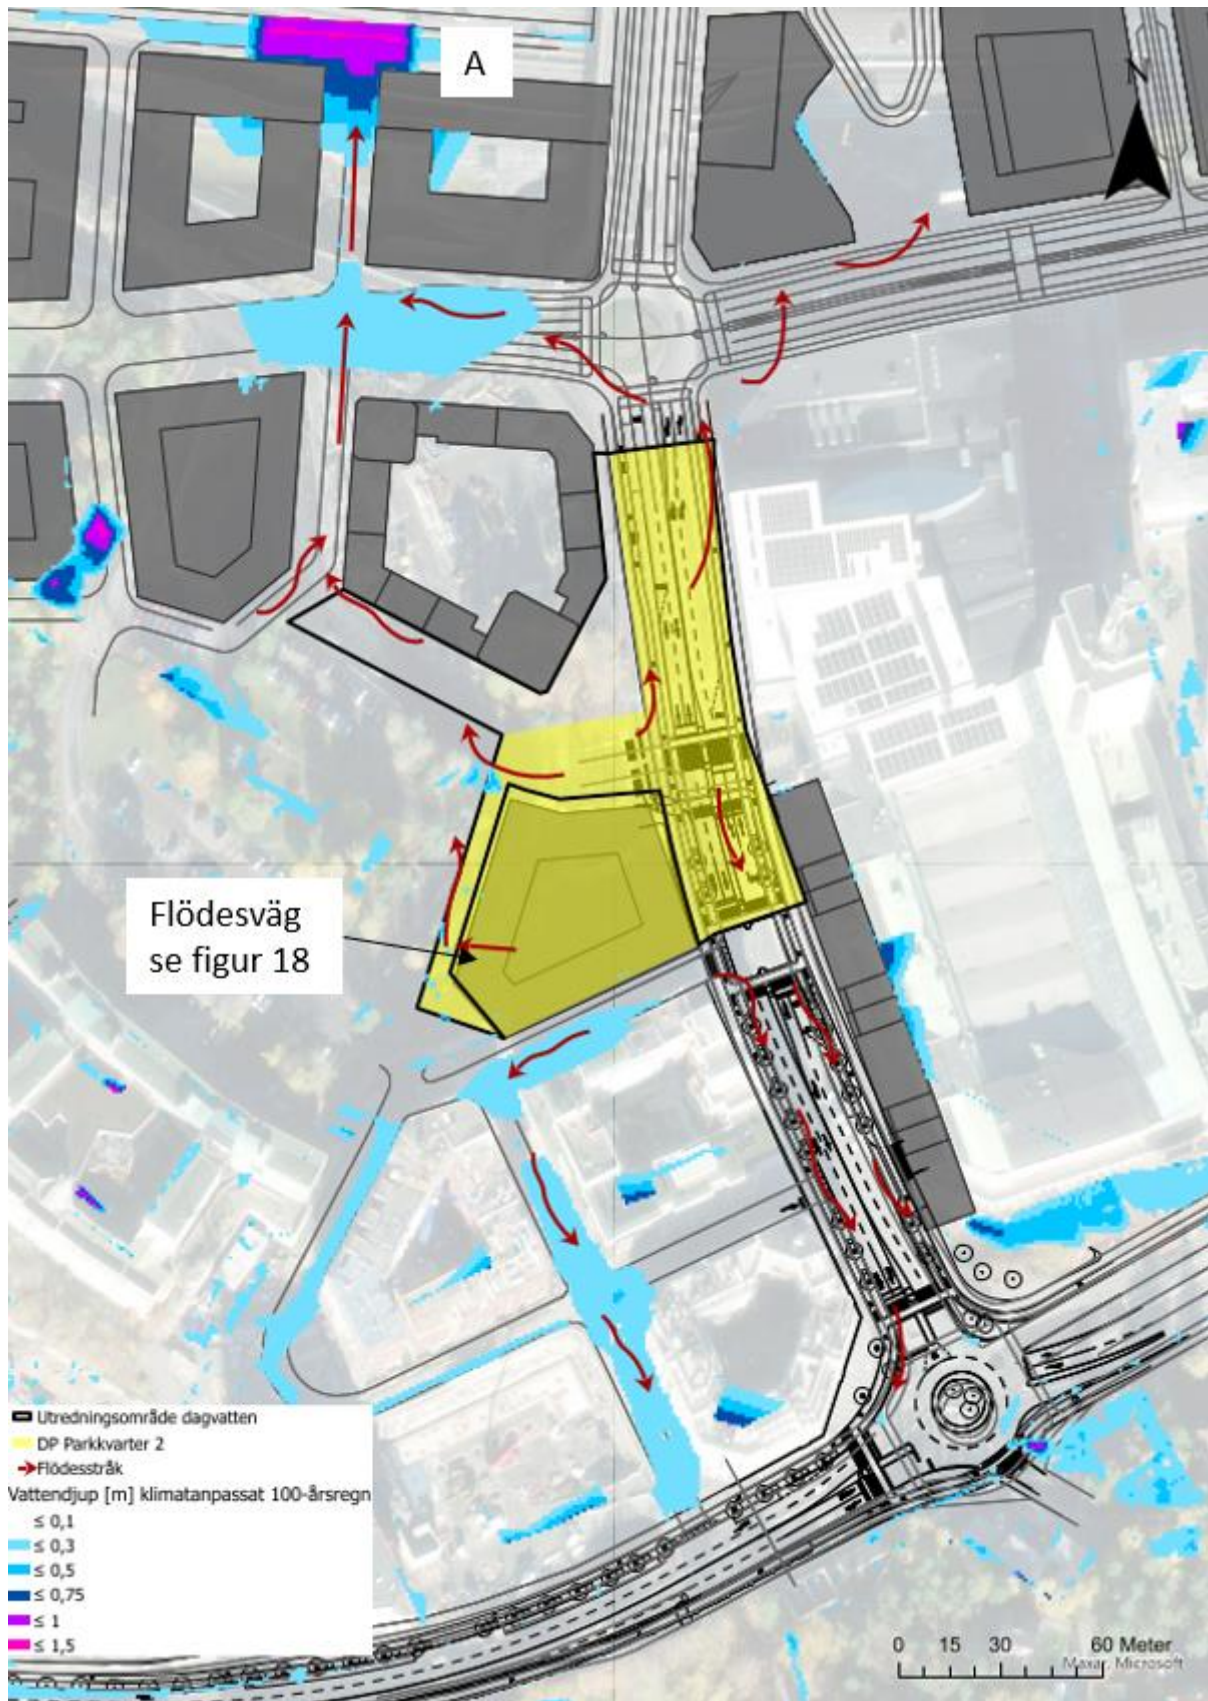 A
N
Flödesväg
se figur 18
Utredningsområde dagvatten
DP Parkkvarter 2
Flödesstråk
Vattendjup [m] klimatanpassat 100-årsregn
≤ 0,1
≤ 0,3
≤ 0,5
≤ 0,75
≤ 1
≤ 1,5
0 15 30 60 Meter
Maxar, Microsoft